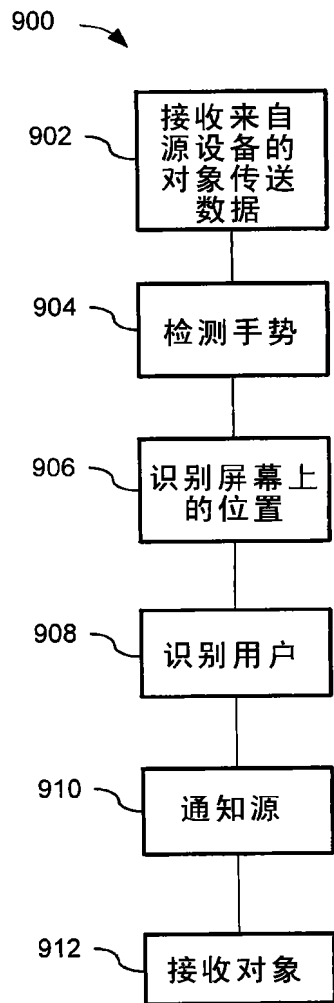 900
902
接收来自
源设备的
对象传送
数据
904
检测手势
906
识别屏幕上
的位置
908
识别用户
910
通知源
912
接收对象